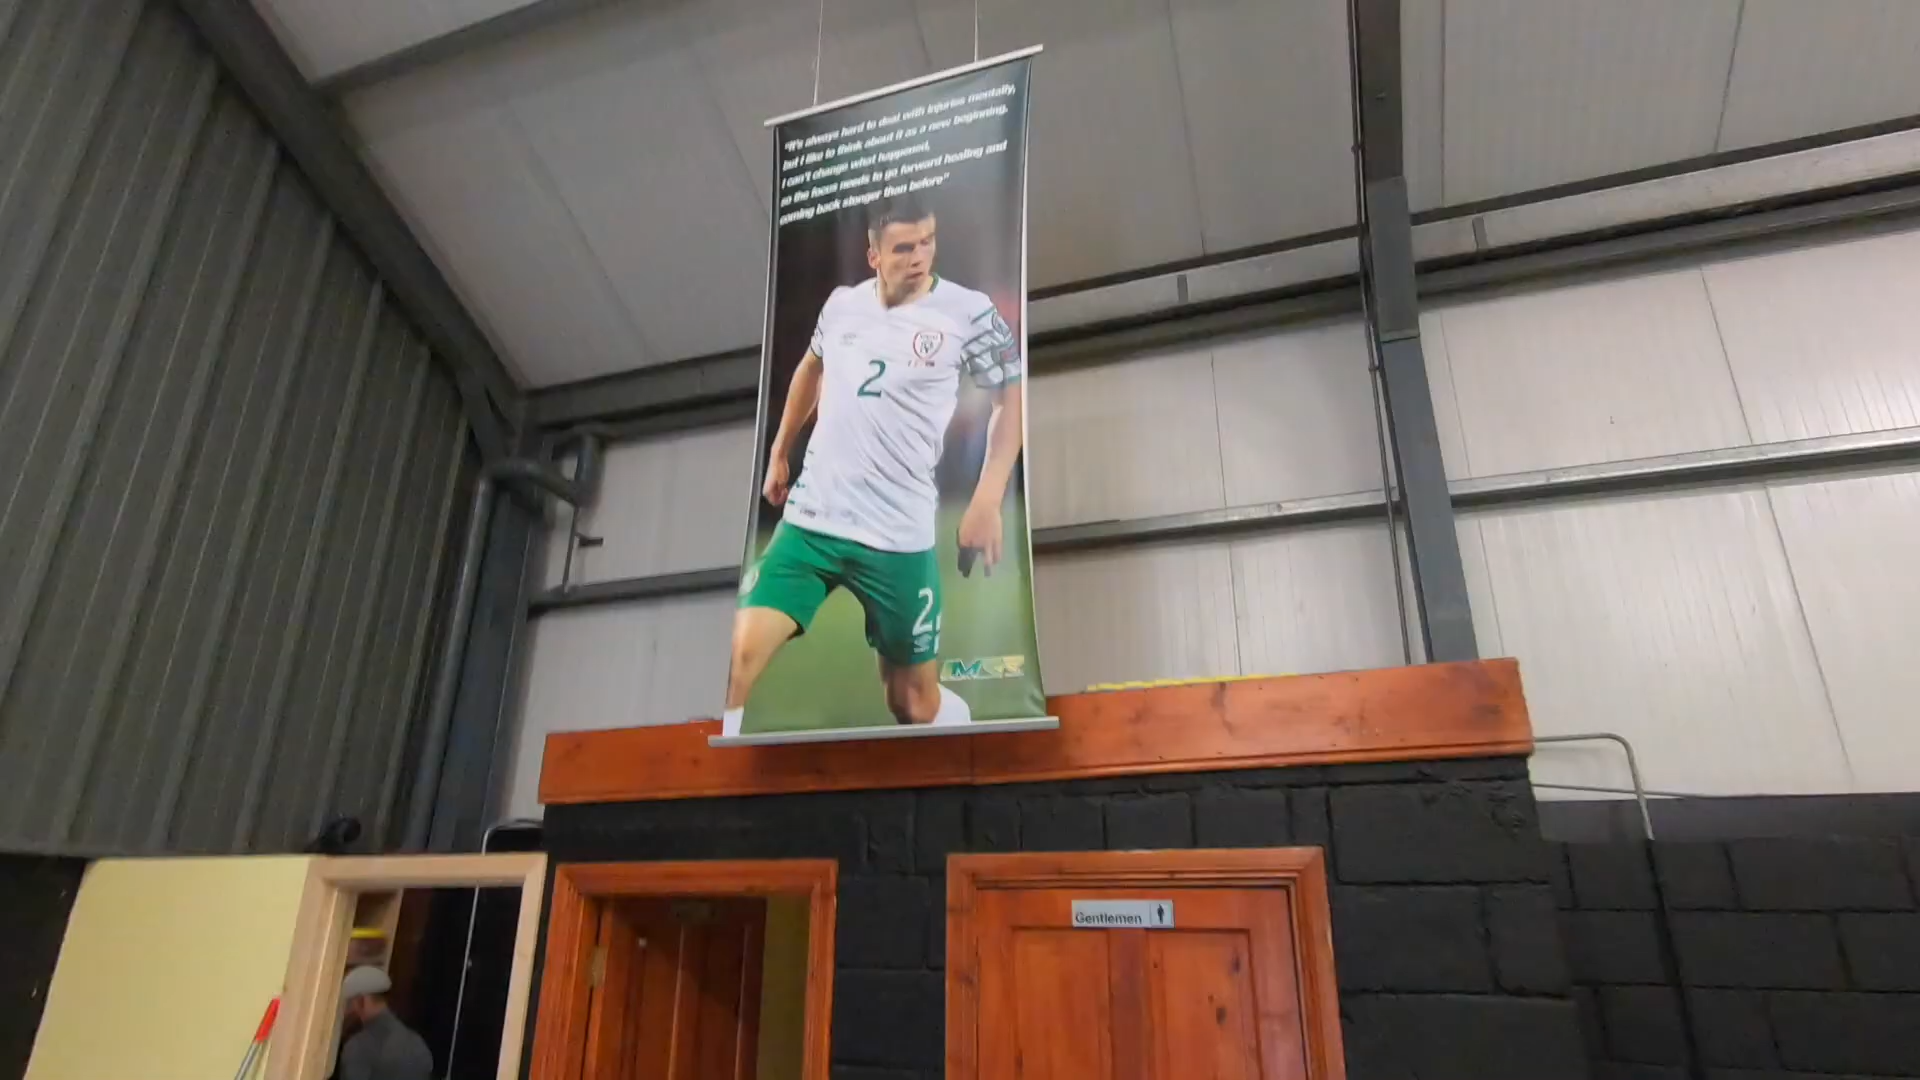 "It's always hard to deal with injuries mentally,
but I like to think about it as a new beginning.
I can't change what happened,
so the focus needs to go forward healing and
coming back stonger than before"
2
2
Gentlemen